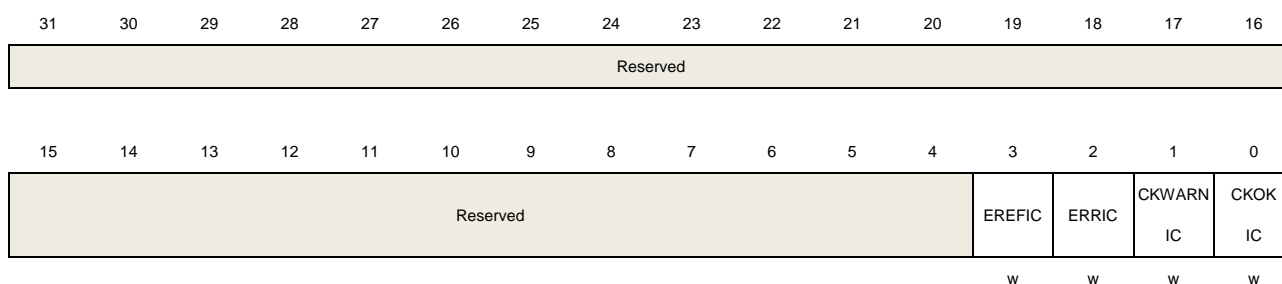 31 30 29 28 27 26 25 24 23 22 21 20 19 18 17 16
Reserved
15 14 13 12 11 10 9 8 7 6 5 4 3 2 1 0
Reserved EREFIC ERRIC CKWARN CKOK
IC IC
w w w w